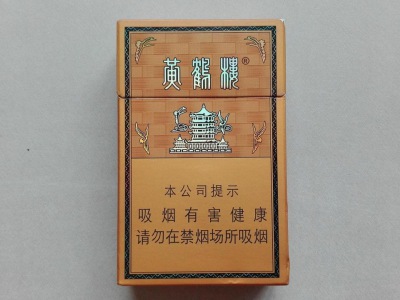 黄鹤楼®
本公司提示
吸烟有害健康
请勿在禁烟场所吸烟